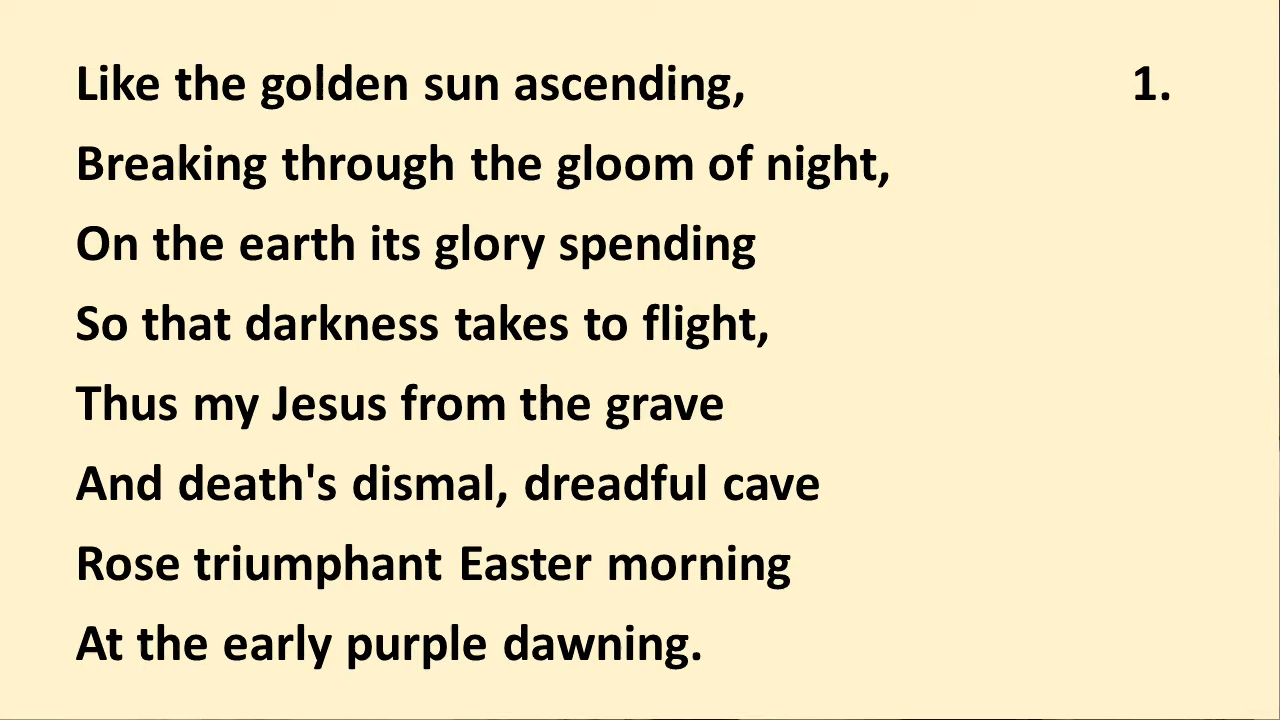 Like the golden sun ascending, 1.
Breaking through the gloom of night,
On the earth its glory spending
So that darkness takes to flight,
Thus my Jesus from the grave
And death's dismal, dreadful cave
Rose triumphant Easter morning
At the early purple dawning.